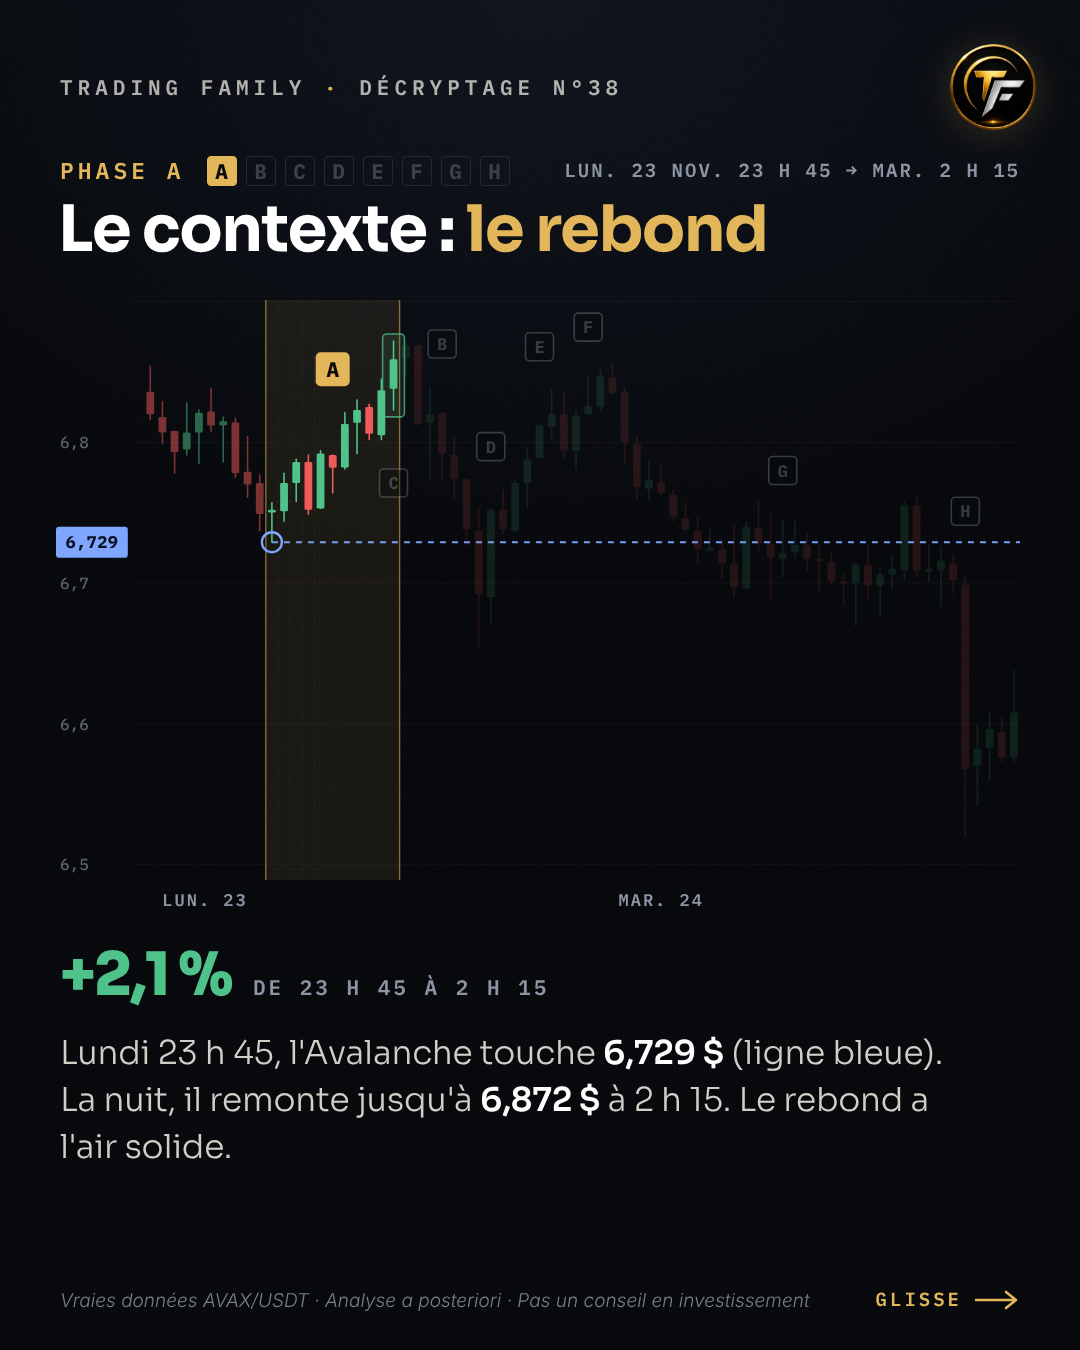 TRADING FAMILY · DÉCRYPTAGE N°38
TF
PHASE A A B C D E F G H
LUN. 23 NOV. 23 H 45 → MAR. 2 H 15
Le contexte : le rebond
A
B
C
D
E
F
G
H
6,8
6,729
6,7
6,6
6,5
LUN. 23
MAR. 24
+2,1 % DE 23 H 45 À 2 H 15
Lundi 23 h 45, l'Avalanche touche 6,729 $ (ligne bleue).
La nuit, il remonte jusqu'à 6,872 $ à 2 h 15. Le rebond a
l'air solide.
Vraies données AVAX/USDT · Analyse a posteriori · Pas un conseil en investissement
GLISSE →